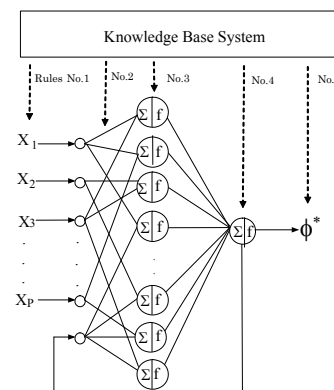 Knowledge Base System
Rules No.1
No.2
No.3
No.4
No.
Σ f
X1
Σ f
X2
Σ f
X3
Σ f
Σ f
ϕ*
. . . .
. . .
XP
Σ f
Σ f
Σ f